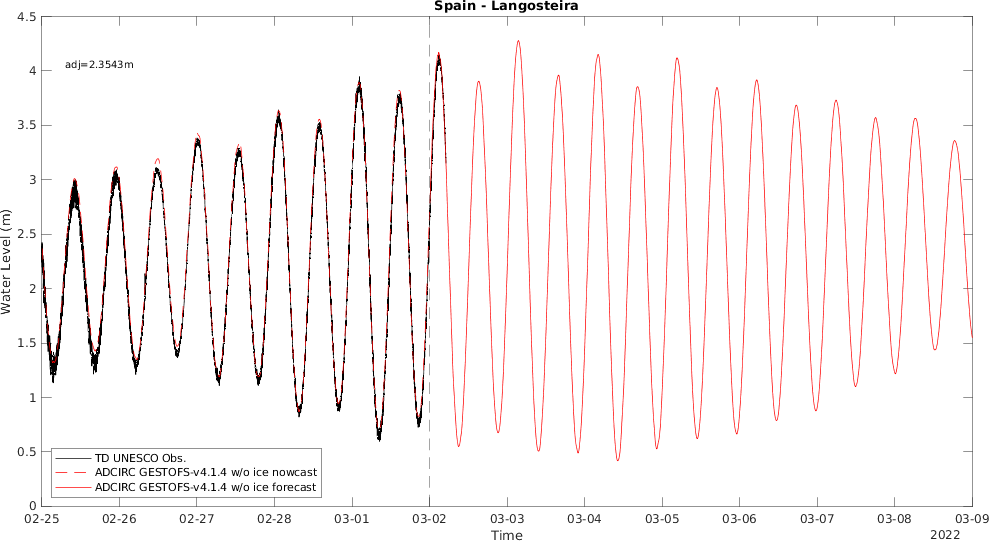 Spain - Langosteira
4.5
4
3.5
3
2.5
2
1.5
1
0.5
0
Water Level (m)
adj=2.3543m
TD UNESCO Obs.
ADCIRC GESTOFS-v4.1.4 w/o ice nowcast
ADCIRC GESTOFS-v4.1.4 w/o ice forecast
02-25 02-26 02-27 02-28 03-01 03-02 03-03 03-04 03-05 03-06 03-07 03-08 03-09
Time
2022